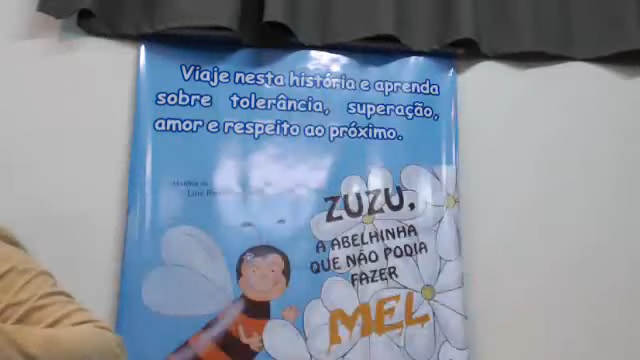 Viaje nesta história e aprenda
sobre tolerância, superação,
amor e respeito ao próximo.
ZUZU,
A ABELHINHA
QUE NÃO PODIA
FAZER
MEL